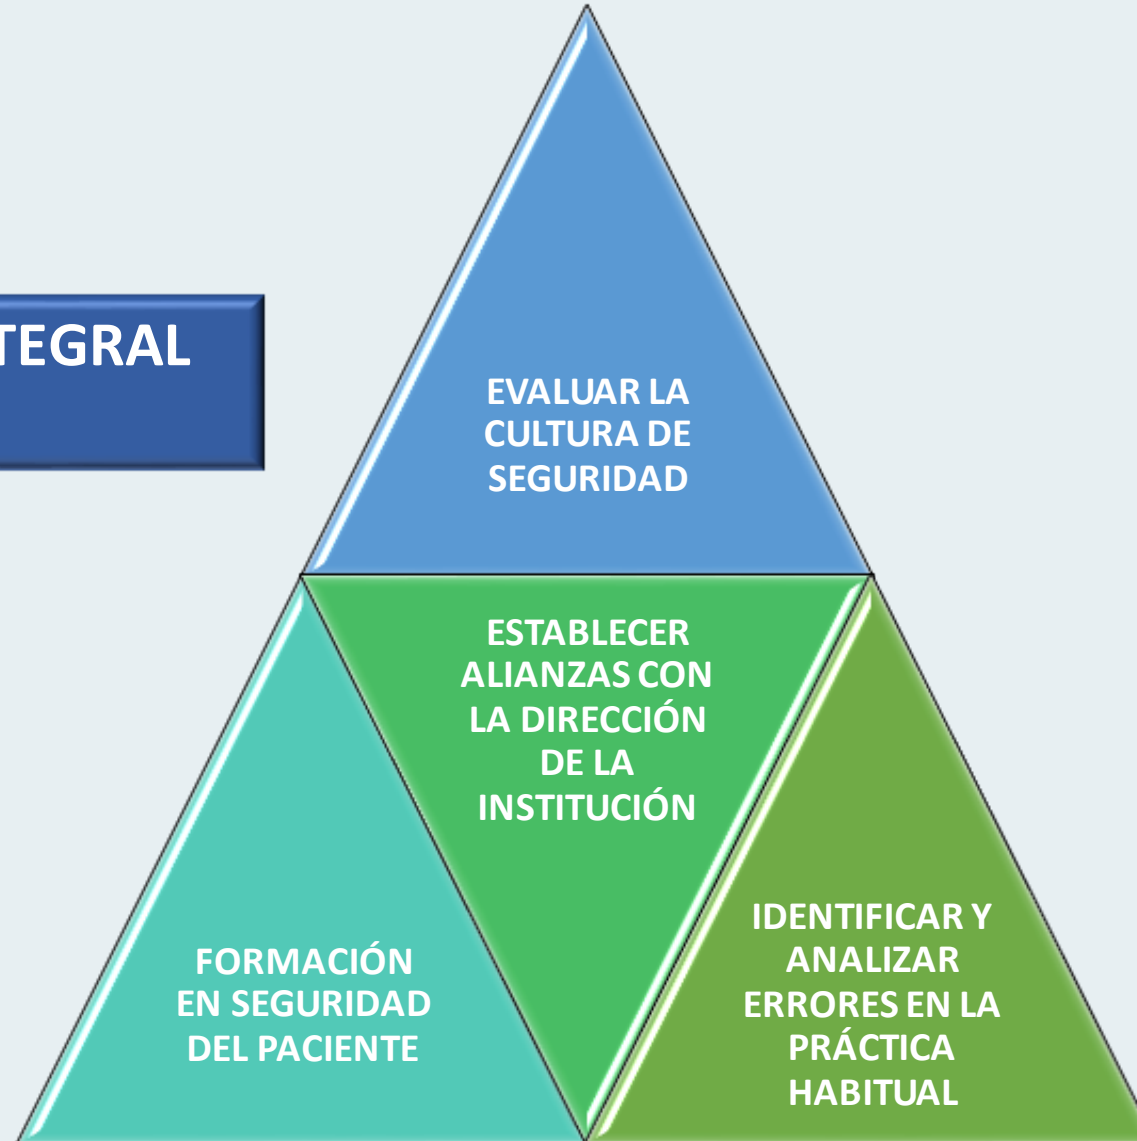 TEGRAL
EVALUAR LA
CULTURA DE
SEGURIDAD
ESTABLECER
ALIANZAS CON
LA DIRECCIÓN
DE LA
INSTITUCIÓN
FORMACIÓN
EN SEGURIDAD
DEL PACIENTE
IDENTIFICAR Y
ANALIZAR
ERRORES EN LA
PRÁCTICA
HABITUAL